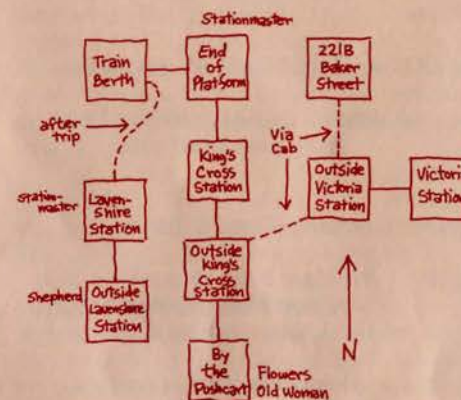 Stationmaster
Train
Berth
End
of
Platform
221B
Baker
Street
after
trip
King's
Cross
Station
Via
Cab
Station-
master
Laven-
Shire
Station
Outside
Victoria
Station
Victoria
Station
Outside
King's
Cross
Station
Shepherd
Outside
Lavenshire
Station
N
By
the
Pushcart
Flowers
Old Woman